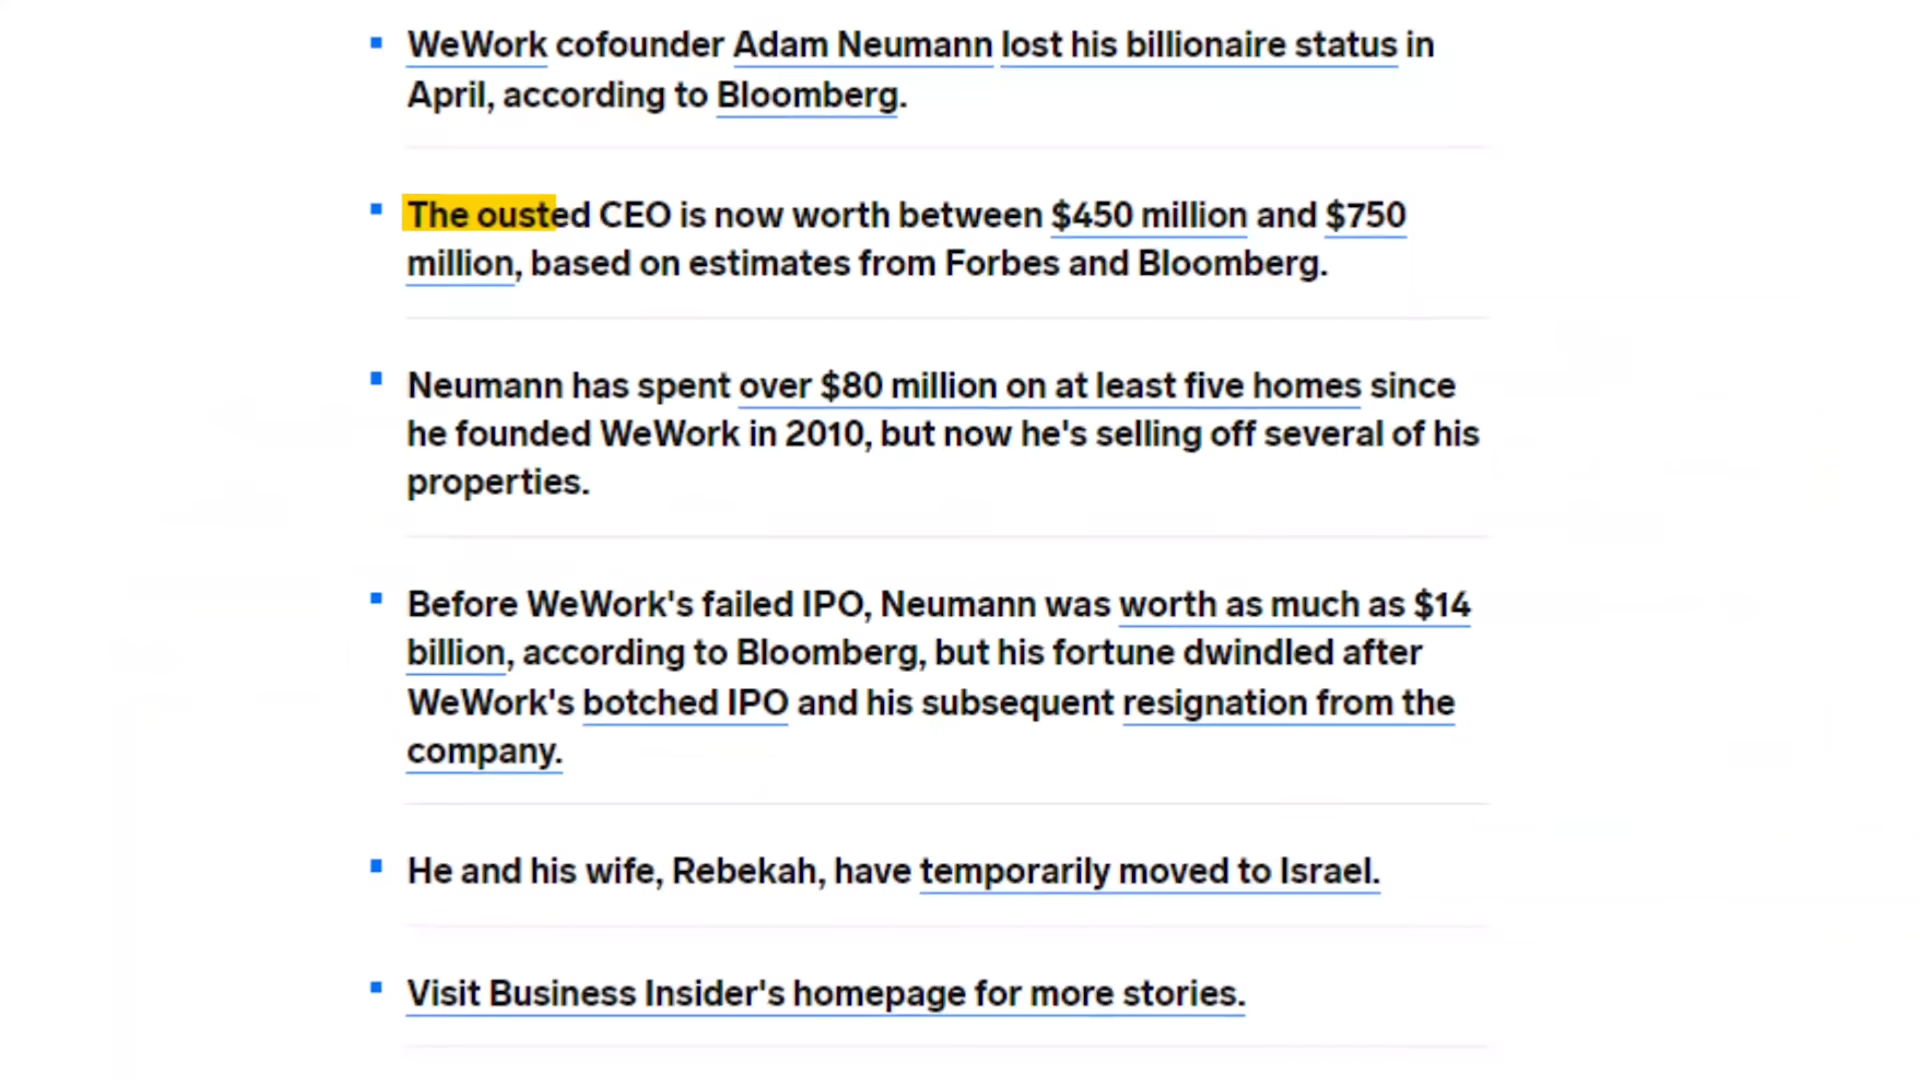 WeWork cofounder Adam Neumann lost his billionaire status in
April, according to Bloomberg.
The ousted CEO is now worth between $450 million and $750
million, based on estimates from Forbes and Bloomberg.
Neumann has spent over $80 million on at least five homes since
he founded WeWork in 2010, but now he's selling off several of his
properties.
Before WeWork's failed IPO, Neumann was worth as much as $14
billion, according to Bloomberg, but his fortune dwindled after
WeWork's botched IPO and his subsequent resignation from the
company.
He and his wife, Rebekah, have temporarily moved to Israel.
Visit Business Insider's homepage for more stories.